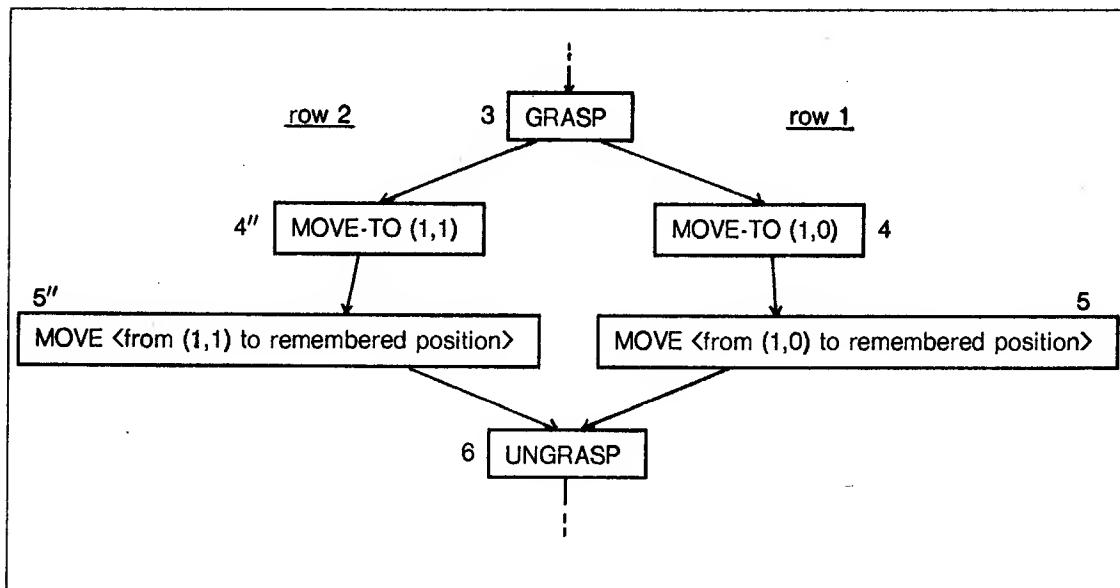 row 2
3
GRASP
row 1
4''
MOVE-TO (1,1)
MOVE-TO (1,0)
4
5''
5
MOVE <from (1,1) to remembered position>
MOVE <from (1,0) to remembered position>
6
UNGRASP